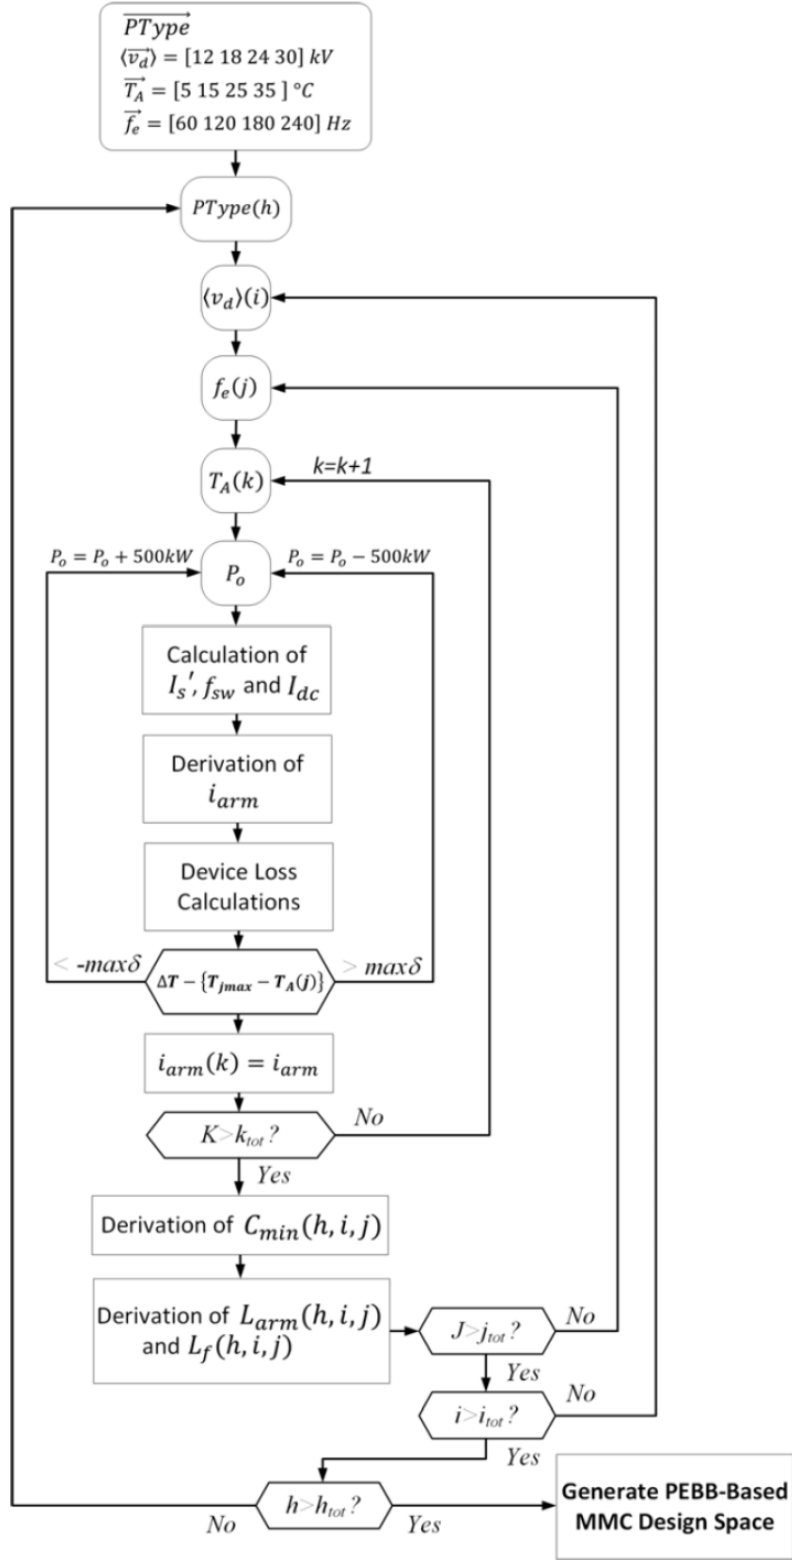 PType
⟨v_d⟩ = [12 18 24 30] kV
T_A = [5 15 25 35 ] °C
f_e = [60 120 180 240] Hz
PType(h)
⟨v_d⟩(i)
f_e(j)
k=k+1
T_A(k)
P_o = P_o + 500kW
P_o = P_o − 500kW
P_o
Calculation of
I_s′, f_sw and I_dc
Derivation of
i_arm
Device Loss
Calculations
< -maxδ
> maxδ
ΔT − {T_jmax − T_A(j)}
i_arm(k) = i_arm
K>k_tot ?
No
Yes
Derivation of C_min(h, i, j)
Derivation of L_arm(h, i, j)
and L_f(h, i, j)
J>j_tot ?
No
Yes
i>i_tot ?
No
Yes
h>h_tot ?
No
Yes
Generate PEBB-Based
MMC Design Space